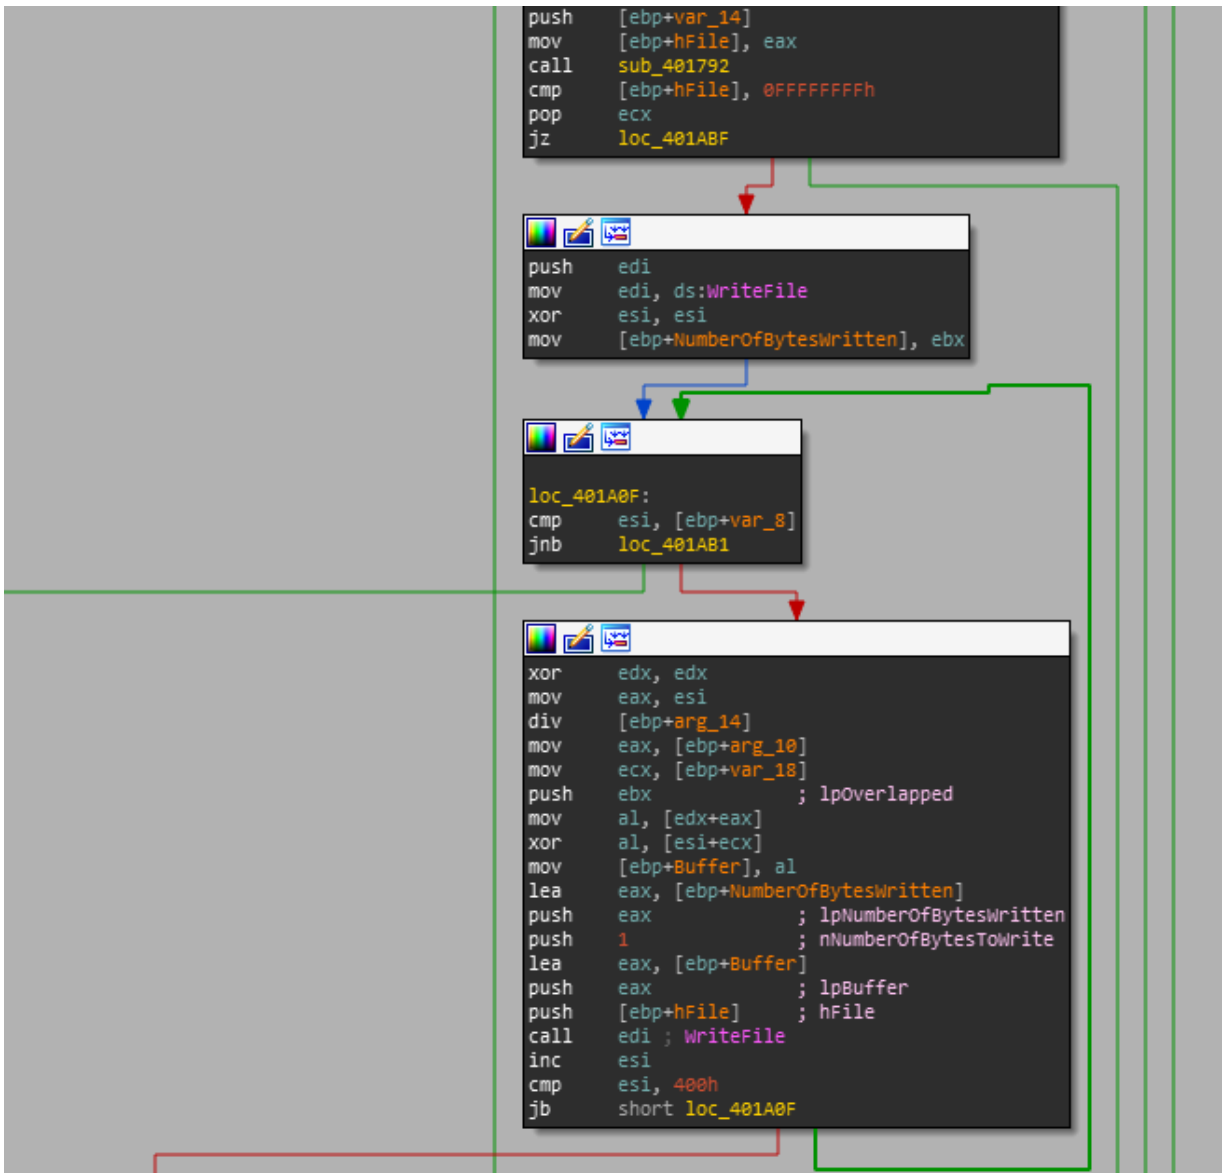 push [ebp+var_14]
mov [ebp+hFile], eax
call sub_401792
cmp [ebp+hFile], 0FFFFFFFFh
pop ecx
jz loc_401ABF
push edi
mov edi, ds:WriteFile
xor esi, esi
mov [ebp+NumberOfBytesWritten], ebx
loc_401A0F:
cmp esi, [ebp+var_8]
jnb loc_401AB1
xor edx, edx
mov eax, esi
div [ebp+arg_14]
mov eax, [ebp+arg_10]
mov ecx, [ebp+var_18]
push ebx ; lpOverlapped
mov al, [edx+eax]
xor al, [esi+ecx]
mov [ebp+Buffer], al
lea eax, [ebp+NumberOfBytesWritten]
push eax ; lpNumberOfBytesWritten
push 1 ; nNumberOfBytesToWrite
lea eax, [ebp+Buffer]
push eax ; lpBuffer
push [ebp+hFile] ; hFile
call edi ; WriteFile
inc esi
cmp esi, 400h
jb short loc_401A0F